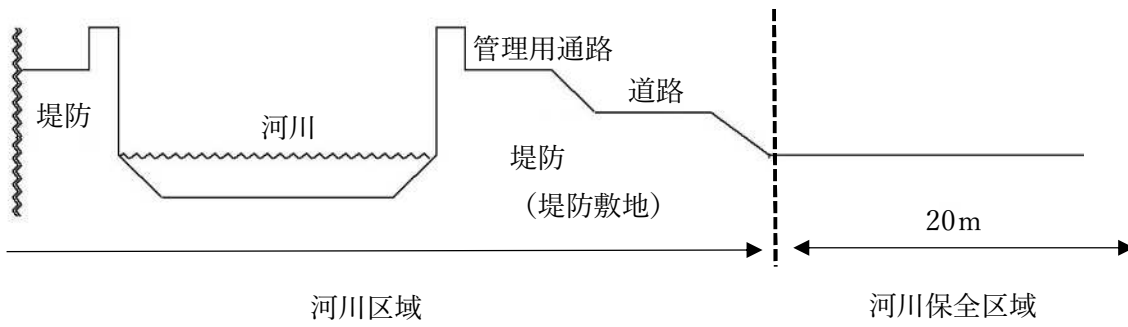 管理用通路
道路
堤防
河川
堤防
（堤防敷地）
20m
河川区域
河川保全区域